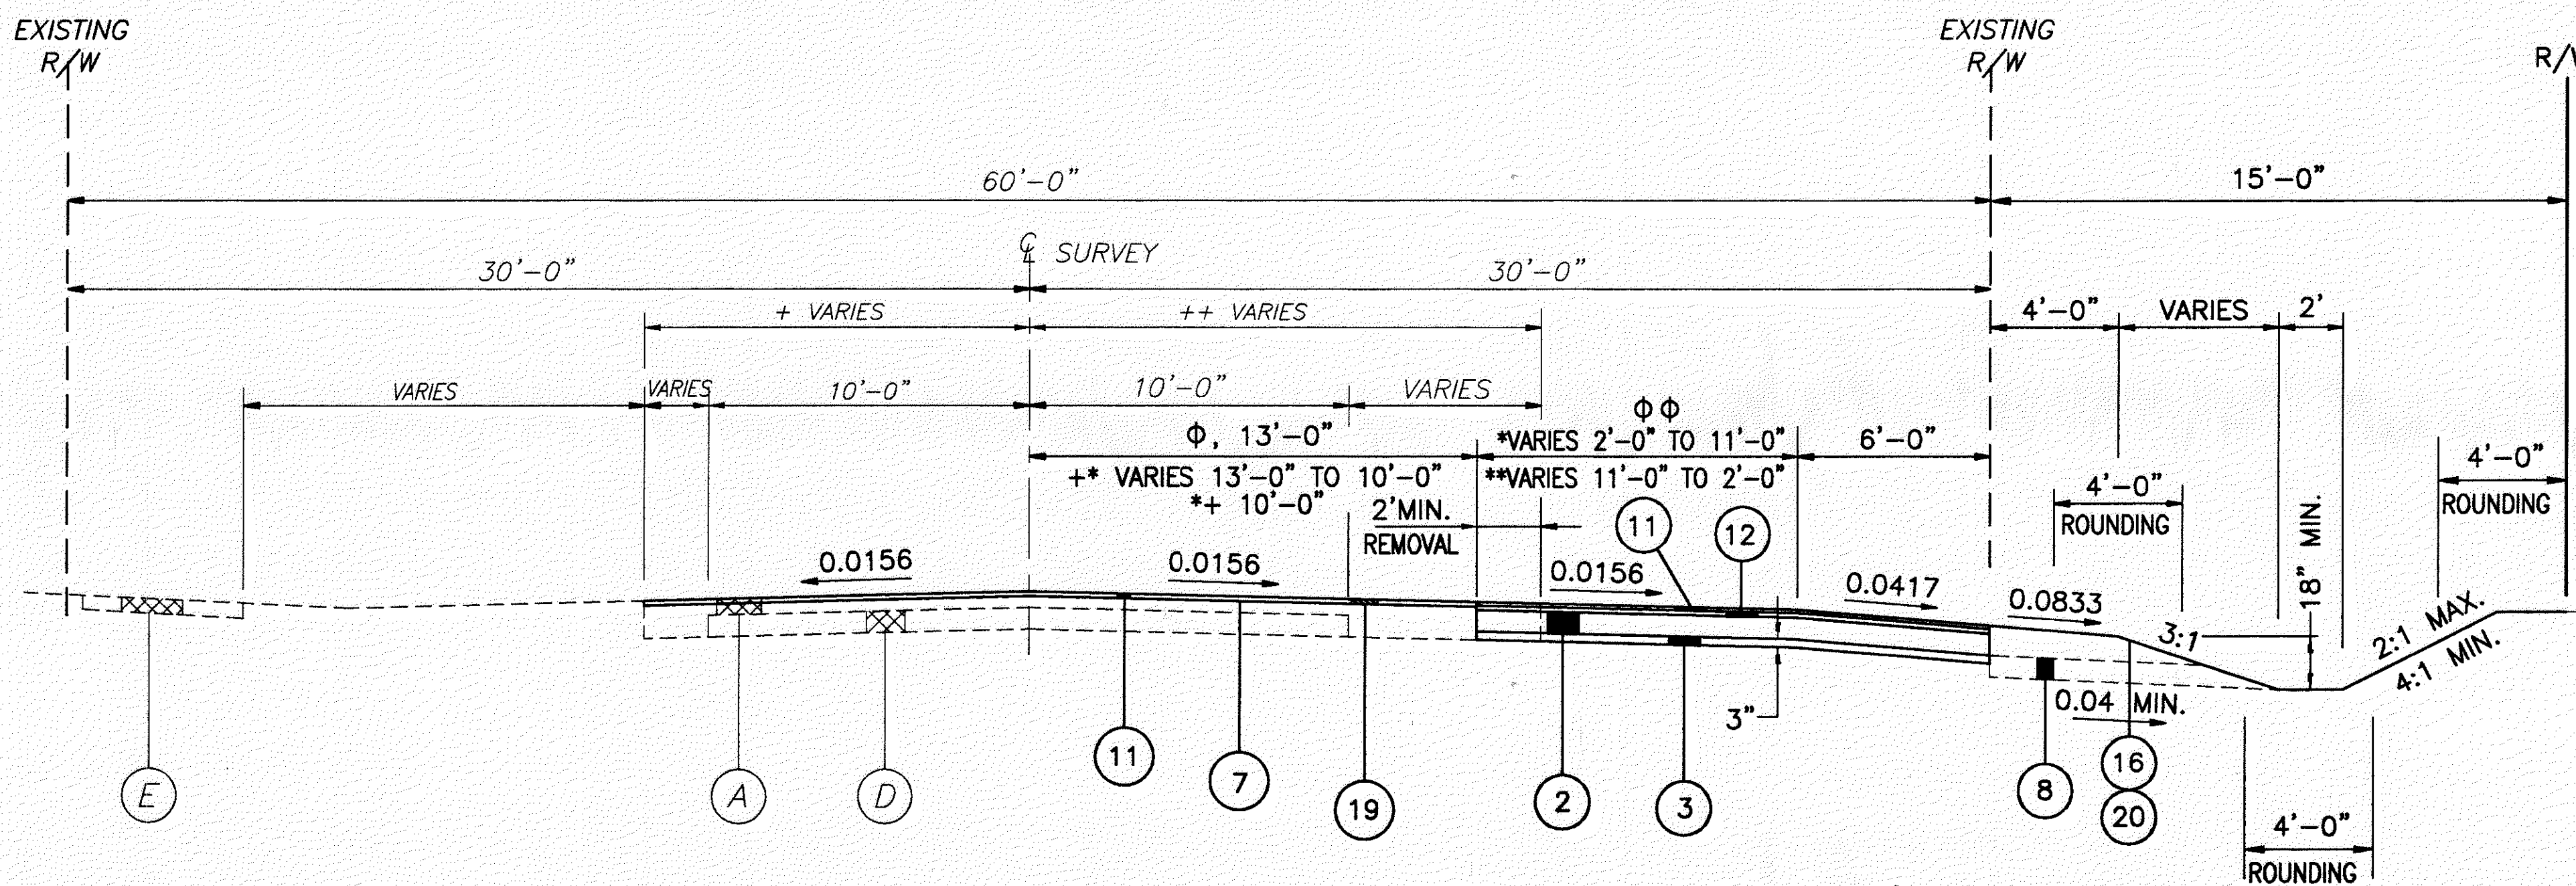 EXISTING
R/W
EXISTING
R/W
R/
60'-0"
15'-0"
℄ SURVEY
30'-0"
30'-0"
+ VARIES
++ VARIES
4'-0"
VARIES
2'
VARIES
VARIES
10'-0"
10'-0"
VARIES
Φ, 13'-0"
+* VARIES 13'-0" TO 10'-0"
*+ 10'-0"
ΦΦ
*VARIES 2'-0" TO 11'-0"
**VARIES 11'-0" TO 2'-0"
6'-0"
4'-0"
ROUNDING
4'-0"
ROUNDING
2'MIN.
REMOVAL
11
12
18" MIN.
0.0156
0.0156
0.0156
0.0417
0.0833
3:1
2:1 MAX.
4:1 MIN.
0.04 MIN.
3"
E
A
D
11
7
19
2
3
8
16
20
4'-0"
ROUNDING